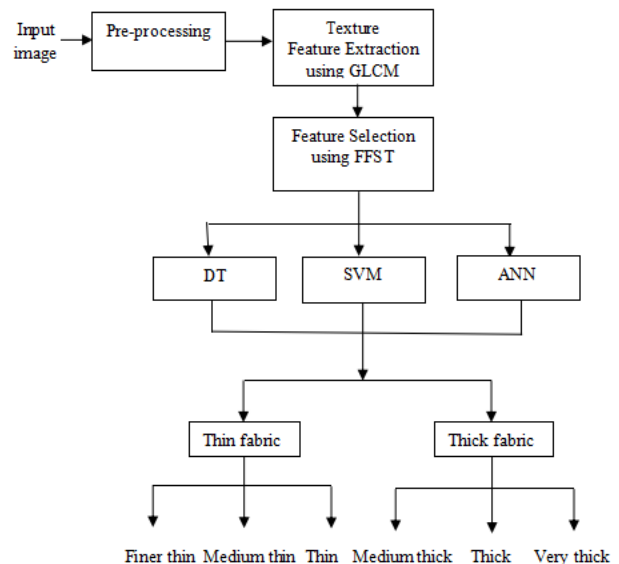 Input
image
Pre-processing
Texture
Feature Extraction
using GLCM
Feature Selection
using FFST
DT
SVM
ANN
Thin fabric
Thick fabric
Finer thin
Medium thin
Thin
Medium thick
Thick
Very thick